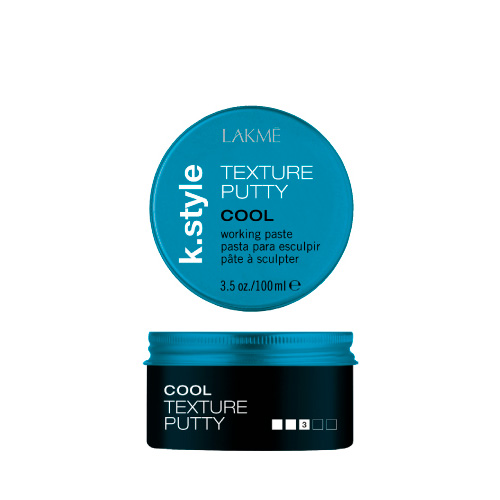 LAKMĒ
k.style
TEXTURE
PUTTY
COOL
working paste
pasta para esculpir
pâte à sculpter
3.5 oz./100 ml ℮
COOL
TEXTURE
PUTTY
3